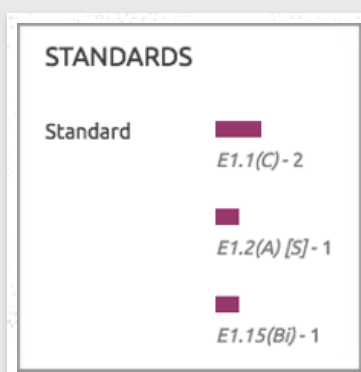 STANDARDS
Standard
E1.1(C) - 2
E1.2(A) [S] - 1
E1.15(Bi) - 1